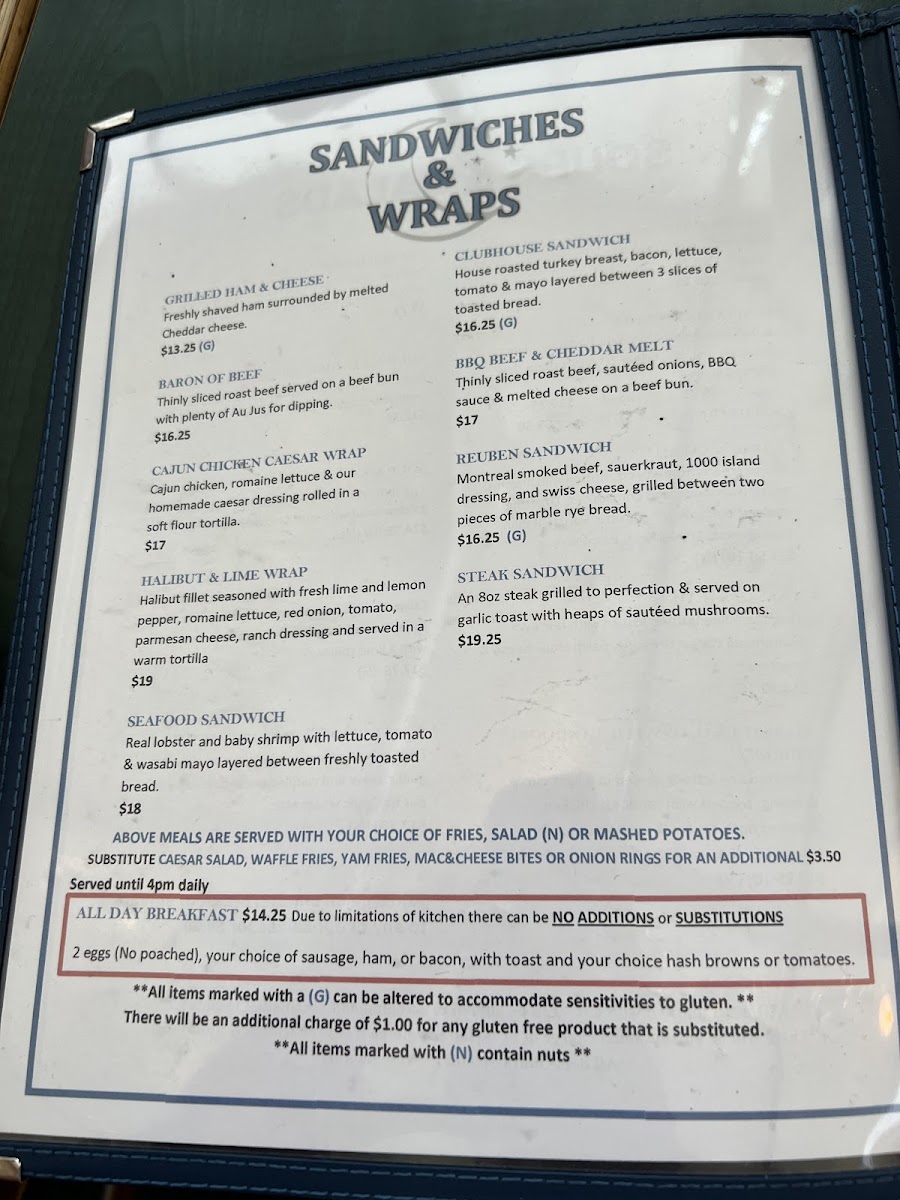 SANDWICHES
&
WRAPS
GRILLED HAM & CHEESE
Freshly shaved ham surrounded by melted
Cheddar cheese.
$13.25 (G)
BARON OF BEEF
Thinly sliced roast beef served on a beef bun
with plenty of Au Jus for dipping.
$16.25
CAJUN CHICKEN CAESAR WRAP
Cajun chicken, romaine lettuce & our
homemade caesar dressing rolled in a
soft flour tortilla.
$17
HALIBUT & LIME WRAP
Halibut fillet seasoned with fresh lime and lemon
pepper, romaine lettuce, red onion, tomato,
parmesan cheese, ranch dressing and served in a
warm tortilla
$19
SEAFOOD SANDWICH
Real lobster and baby shrimp with lettuce, tomato
& wasabi mayo layered between freshly toasted
bread.
$18
CLUBHOUSE SANDWICH
House roasted turkey breast, bacon, lettuce,
tomato & mayo layered between 3 slices of
toasted bread.
$16.25 (G)
BBQ BEEF & CHEDDAR MELT
Thinly sliced roast beef, sautéed onions, BBQ
sauce & melted cheese on a beef bun.
$17
REUBEN SANDWICH
Montreal smoked beef, sauerkraut, 1000 island
dressing, and swiss cheese, grilled between two
pieces of marble rye bread.
$16.25 (G)
STEAK SANDWICH
An 8oz steak grilled to perfection & served on
garlic toast with heaps of sautéed mushrooms.
$19.25
ABOVE MEALS ARE SERVED WITH YOUR CHOICE OF FRIES, SALAD (N) OR MASHED POTATOES.
SUBSTITUTE CAESAR SALAD, WAFFLE FRIES, YAM FRIES, MAC&CHEESE BITES OR ONION RINGS FOR AN ADDITIONAL $3.50
Served until 4pm daily
ALL DAY BREAKFAST $14.25 Due to limitations of kitchen there can be NO ADDITIONS or SUBSTITUTIONS
2 eggs (No poached), your choice of sausage, ham, or bacon, with toast and your choice hash browns or tomatoes.
**All items marked with a (G) can be altered to accommodate sensitivities to gluten. **
There will be an additional charge of $1.00 for any gluten free product that is substituted.
**All items marked with (N) contain nuts **